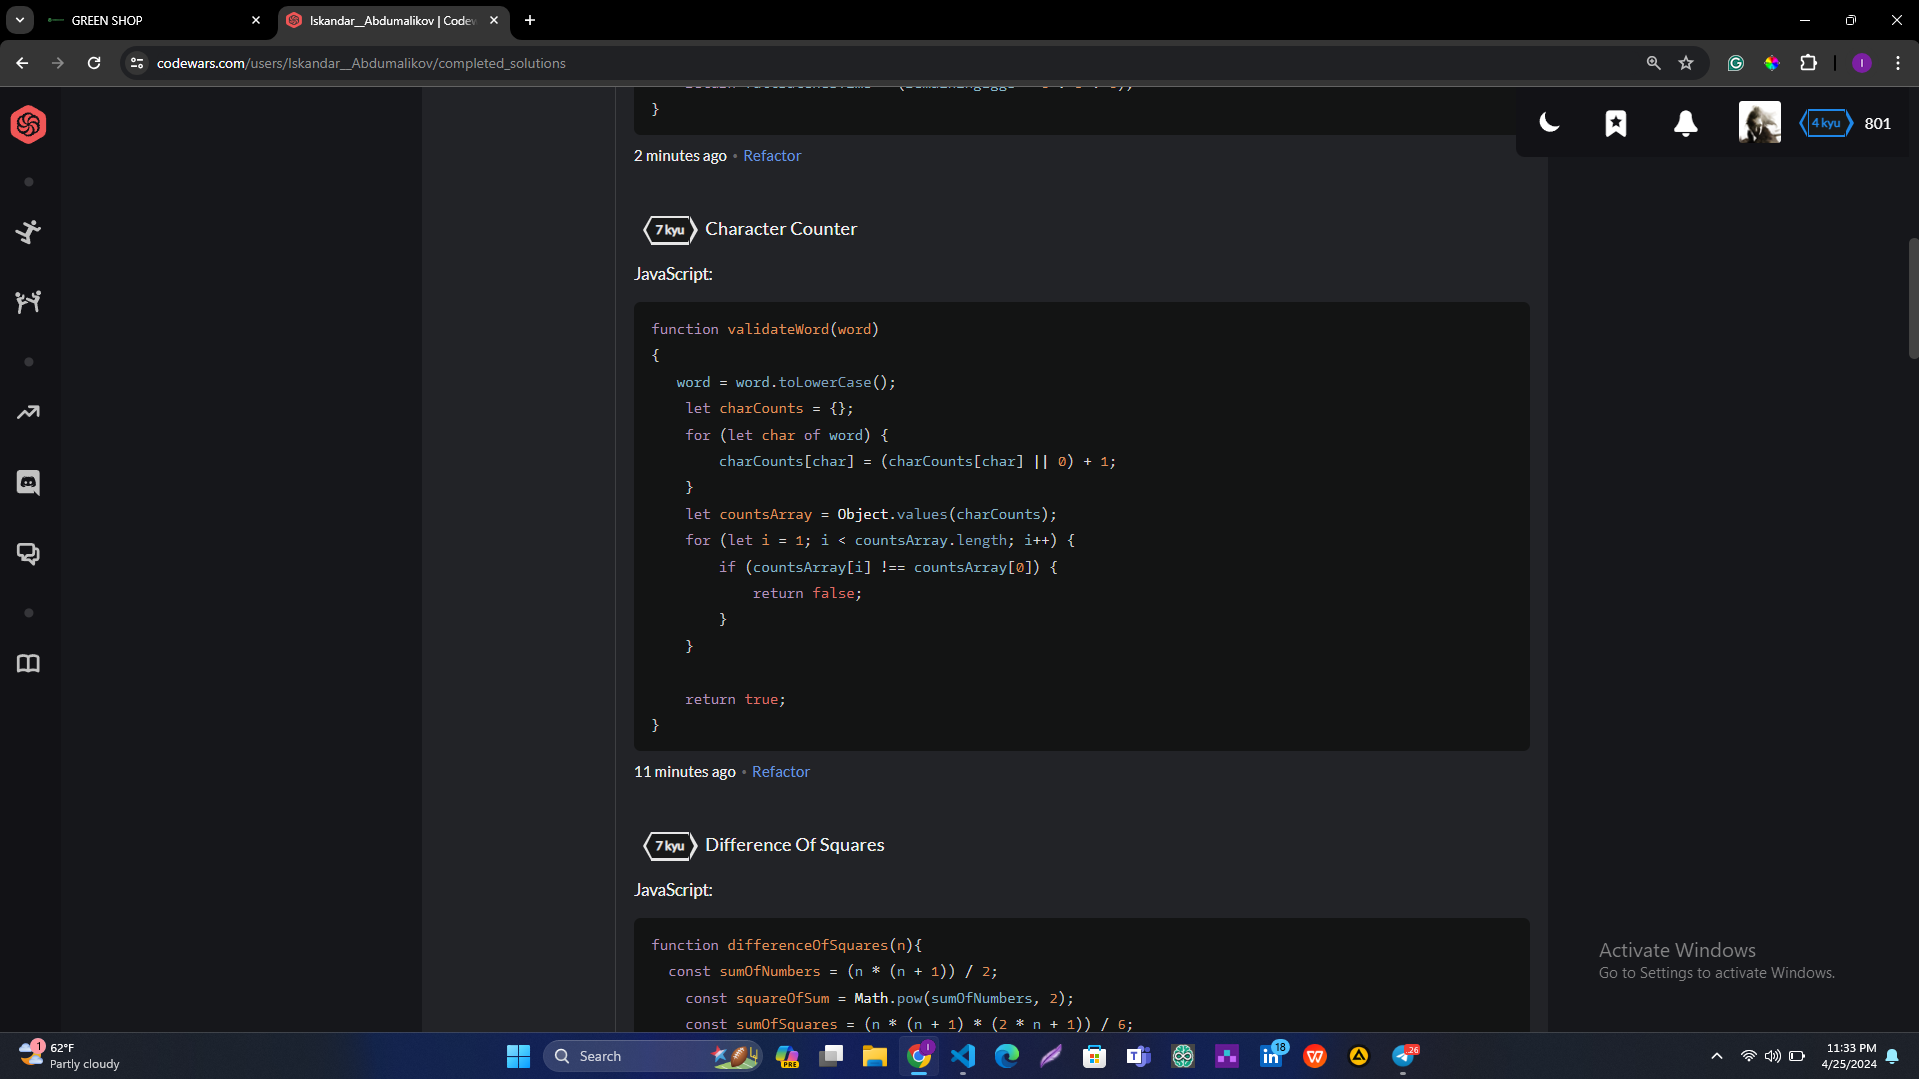 GREEN SHOP
Iskandar__Abdumalikov | Codew
codewars.com/users/Iskandar__Abdumalikov/completed_solutions
I
}
4 kyu
801
2 minutes ago • Refactor
7 kyu
Character Counter
JavaScript:
function validateWord(word)
{
word = word.toLowerCase();
let charCounts = {};
for (let char of word) {
charCounts[char] = (charCounts[char] || 0) + 1;
}
let countsArray = Object.values(charCounts);
for (let i = 1; i < countsArray.length; i++) {
if (countsArray[i] !== countsArray[0]) {
return false;
}
}
return true;
}
11 minutes ago • Refactor
7 kyu
Difference Of Squares
JavaScript:
function differenceOfSquares(n){
const sumOfNumbers = (n * (n + 1)) / 2;
const squareOfSum = Math.pow(sumOfNumbers, 2);
const sumOfSquares = (n * (n + 1) * (2 * n + 1)) / 6;
Activate Windows
Go to Settings to activate Windows.
1
62°F
Partly cloudy
Search
PRE
18
26
11:33 PM
4/25/2024